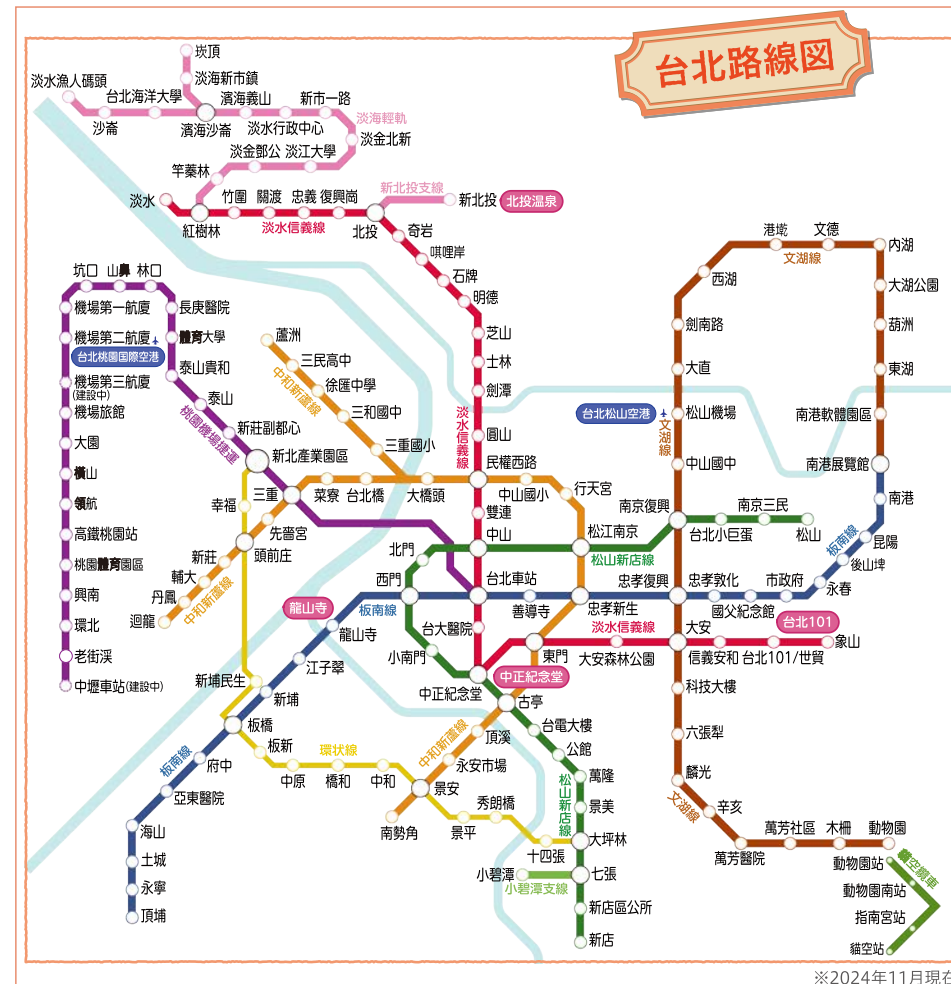 台北路線図
崁頂
淡海新市鎮
淡水漁人碼頭
台北海洋大學
濱海義山
新市一路
沙崙
濱海沙崙
淡水行政中心
淡海輕軌
淡金北新
淡金鄧公
淡江大學
竿蓁林
淡水
竹圍
關渡
忠義
復興崗
新北投支線
新北投
北投温泉
紅樹林
淡水信義線
北投
奇岩
唭哩岸
石牌
明德
芝山
士林
劍潭
淡水信義線
圓山
民權西路
雙連
中山
台北車站
台大醫院
中正紀念堂
中正紀念堂
坑口
山鼻
林口
機場第一航廈
長庚醫院
機場第二航廈
體育大學
台北桃園国際空港
機場第三航廈
(建設中)
泰山貴和
機場旅館
泰山
桃園機場捷運
新莊副都心
大園
新北產業園區
橫山
領航
高鐵桃園站
桃園體育園區
興南
環北
老街溪
中壢車站(建設中)
三重
蘆洲
三民高中
徐匯中學
中和新蘆線
三和國中
三重國小
菜寮
台北橋
大橋頭
中山國小
行天宮
幸福
先嗇宮
頭前庄
新莊
輔大
丹鳳
迴龍
中和新蘆線
北門
西門
松江南京
松山新店線
南京復興
台北小巨蛋
南京三民
松山
港墘
文德
内湖
文湖線
西湖
大湖公園
劍南路
葫洲
大直
東湖
台北松山空港
松山機場
文湖線
南港軟體園區
中山國中
南港展覽館
南港
昆陽
板南線
後山埤
永春
市政府
國父紀念館
忠孝敦化
忠孝復興
忠孝新生
善導寺
板南線
龍山寺
龍山寺
江子翠
小南門
新埔民生
新埔
板橋
板南線
府中
亞東醫院
海山
土城
永寧
頂埔
板新
中原
環状線
橋和
中和
景安
中和新蘆線
永安市場
頂溪
古亭
東門
淡水信義線
大安森林公園
大安
信義安和
台北101/世貿
台北101
象山
科技大樓
六張犁
麟光
文湖線
辛亥
萬芳醫院
萬芳社區
木柵
動物園
動物園站
貓空纜車
動物園南站
指南宮站
貓空站
台電大樓
公館
萬隆
松山新店線
景美
大坪林
南勢角
景平
秀朗橋
十四張
小碧潭
小碧潭支線
七張
新店區公所
新店
※2024年11月現在